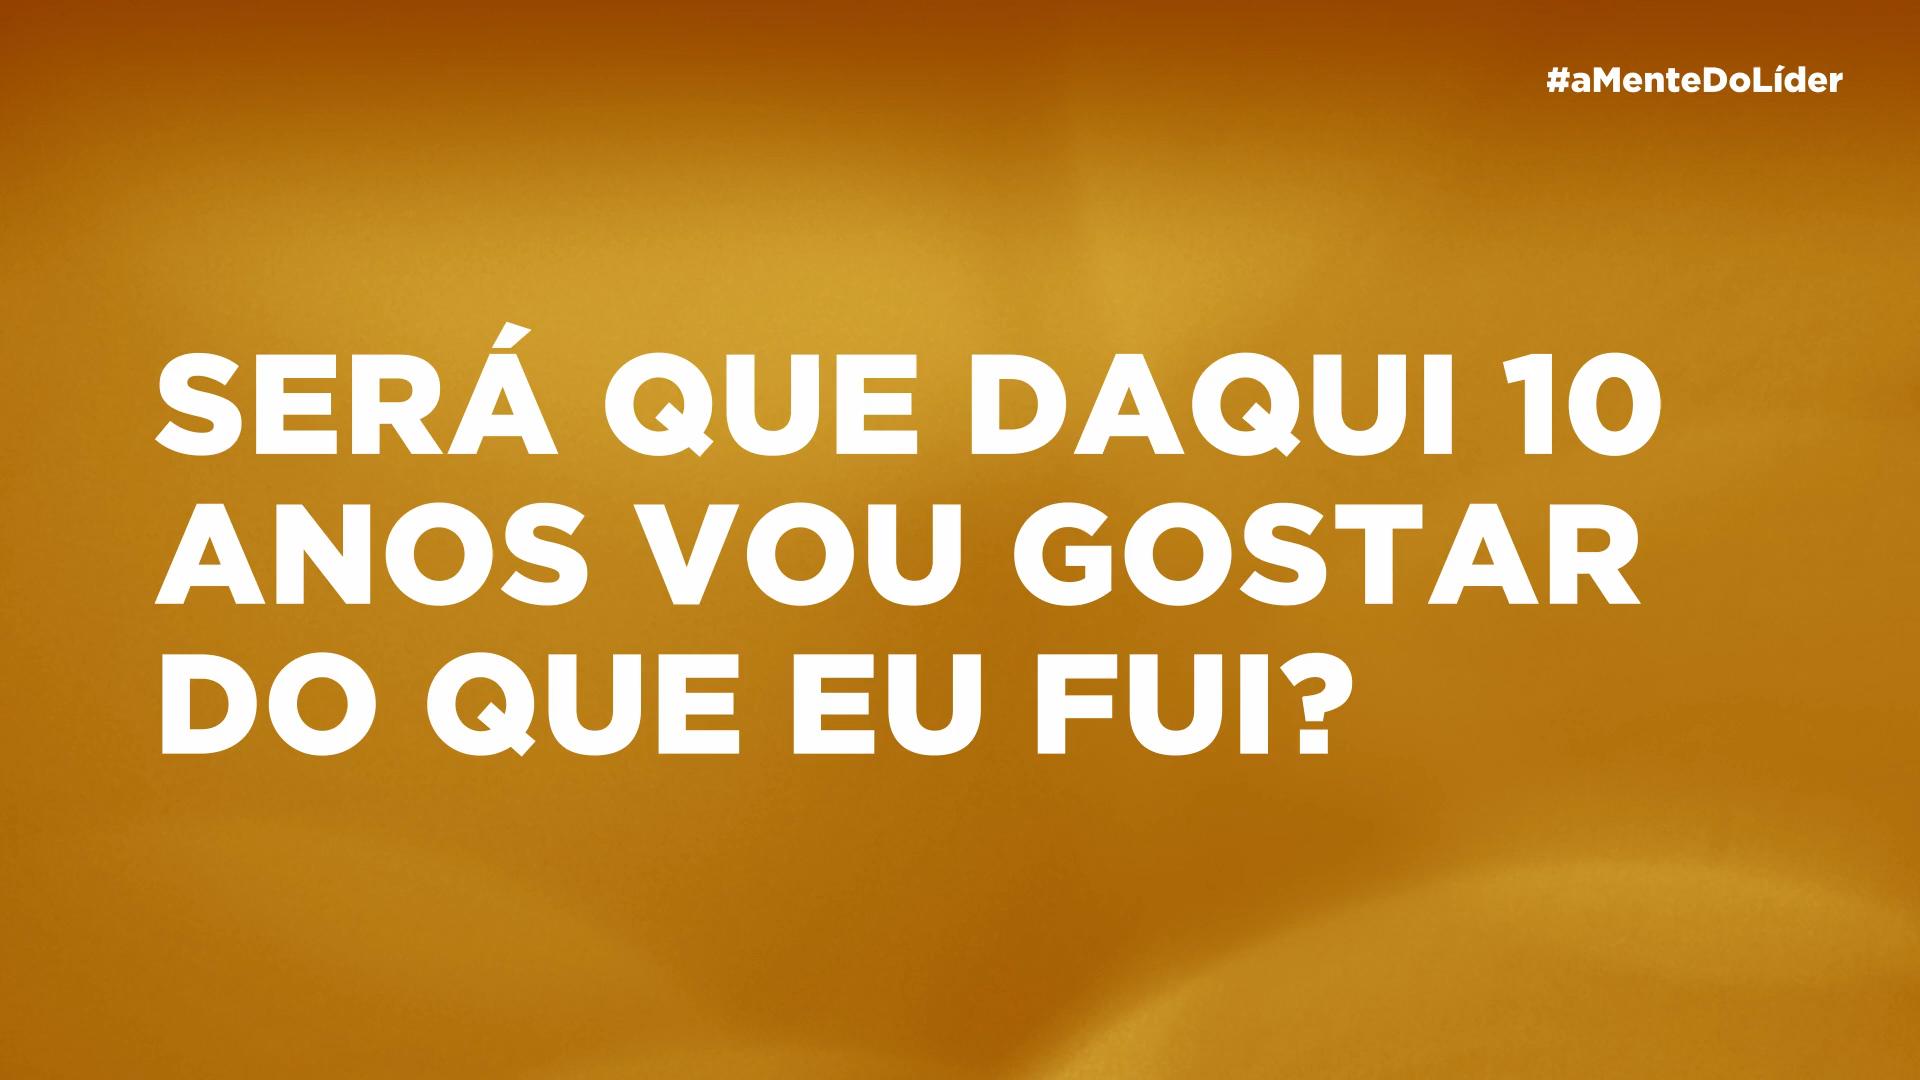 #aMenteDoLíder
SERÁ QUE DAQUI 10
ANOS VOU GOSTAR
DO QUE EU FUI?